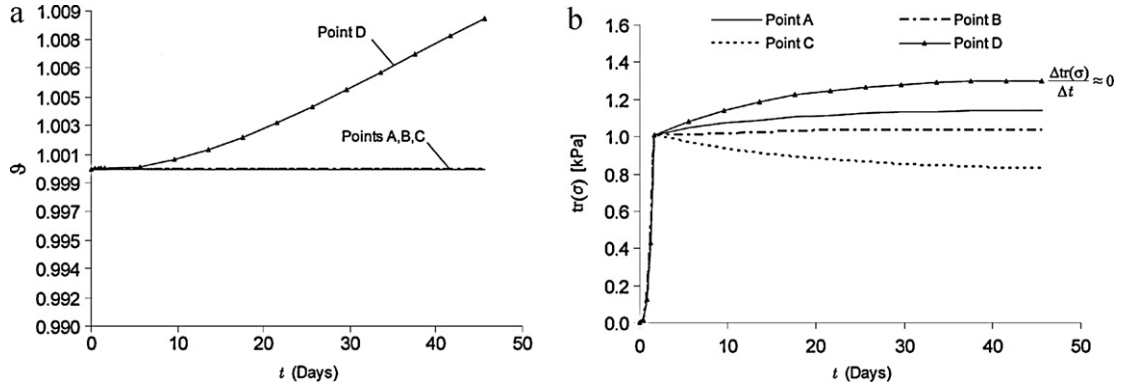 a
1.009
1.008
1.006
1.005
1.003
1.001
0.999
0.997
0.995
0.994
0.992
0.990
ϑ
Point D
Points A,B,C
0 10 20 30 40 50
t (Days)
b
Point A
Point B
Point C
Point D
1.6
1.4
1.2
1.0
0.8
0.6
0.4
0.2
0.0
tr(σ) [kPa]
Δtr(σ)
Δt
≈ 0
0 10 20 30 40 50
t (Days)